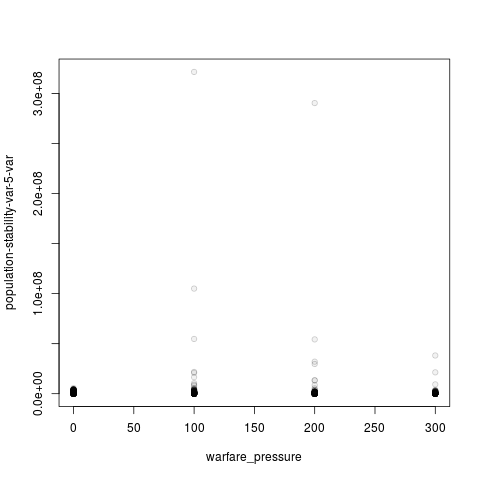 population-stability-var-5-var
3.0e+08
2.0e+08
1.0e+08
0.0e+00
0 50 100 150 200 250 300
warfare_pressure